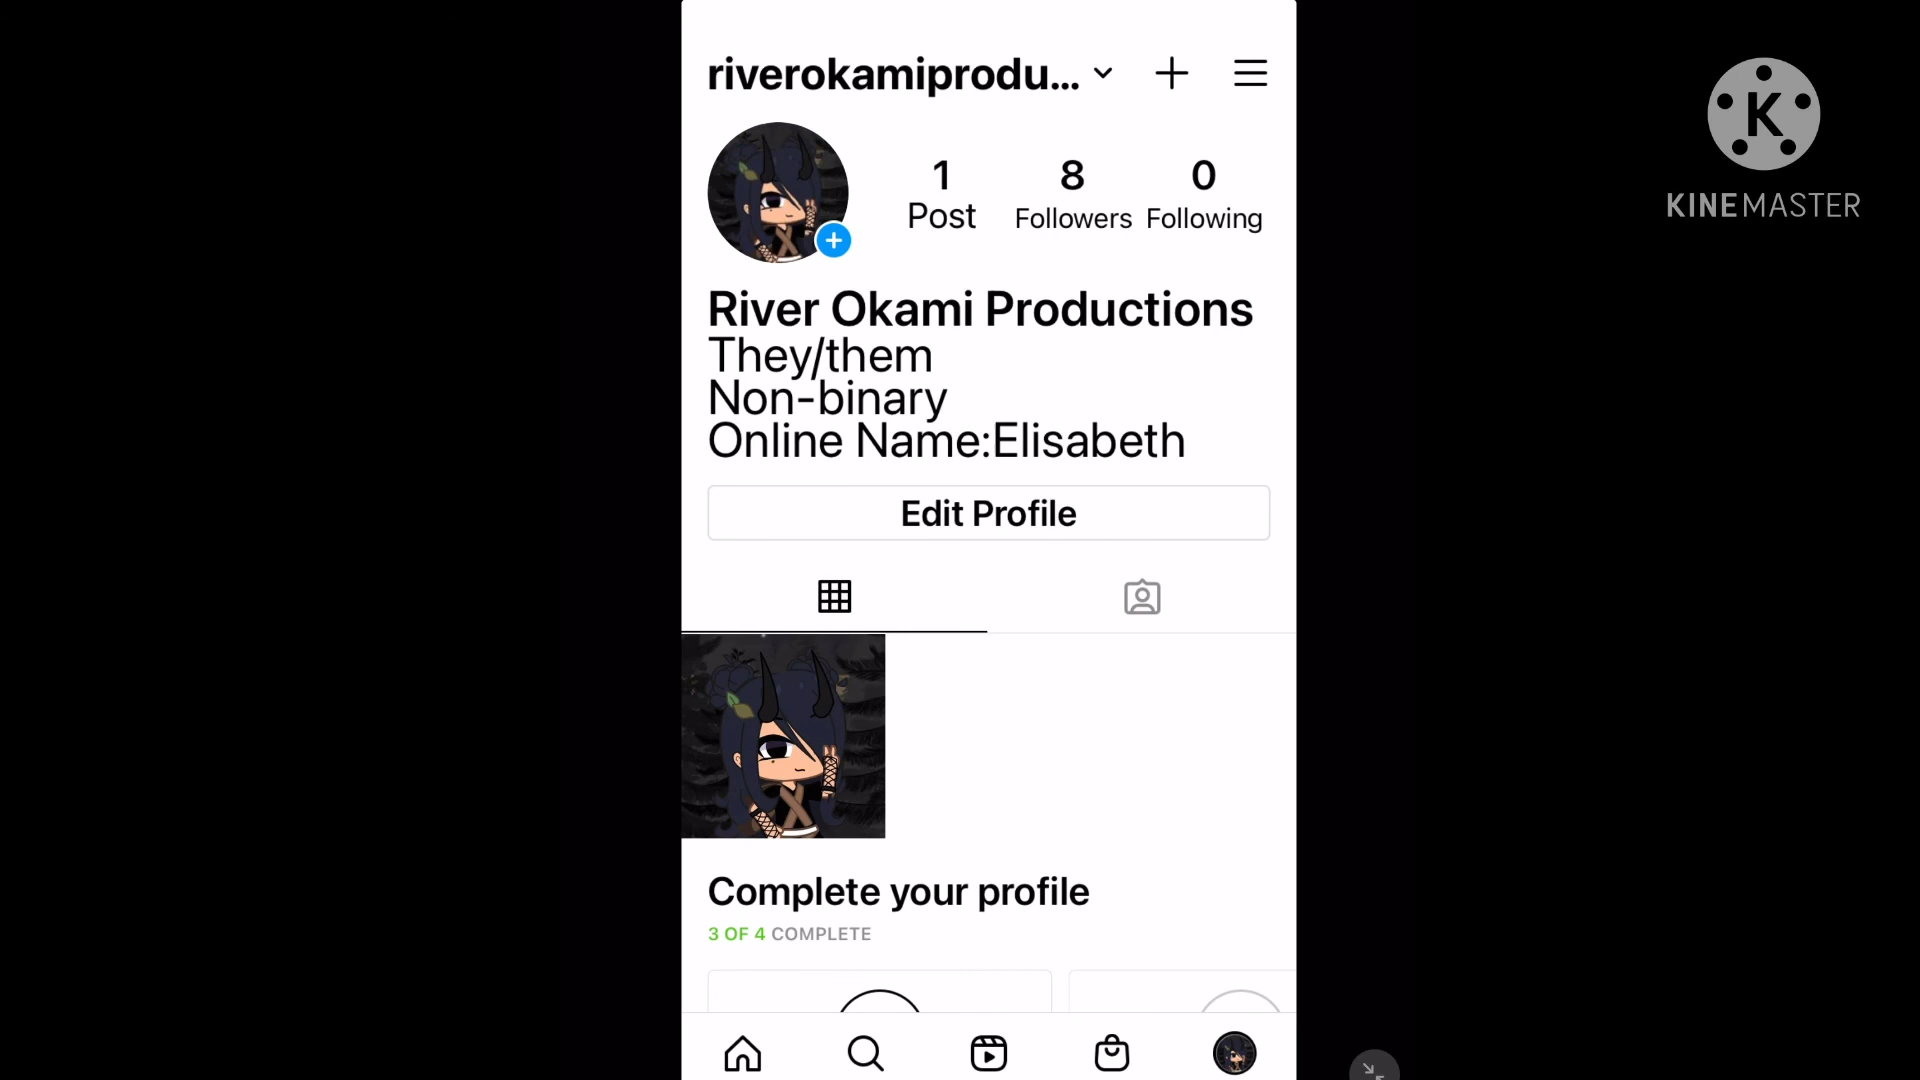 riverokamiprodu...
1
Post
8
Followers
0
Following
River Okami Productions
They/them
Non-binary
Online Name:Elisabeth
Edit Profile
Complete your profile
3 OF 4 COMPLETE
K
KINEMASTER